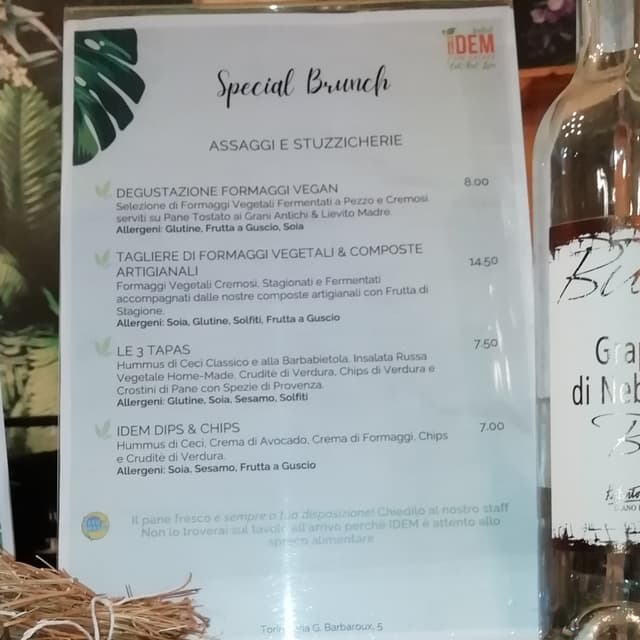 IDEM
Special Brunch
ASSAGGI E STUZZICHERIE
DEGUSTAZIONE FORMAGGI VEGAN 8.00
Selezione di Formaggi Vegetali Fermentati a Pezzo e Cremosi
serviti su Pane Tostato ai Grani Antichi & Lievito Madre.
Allergeni: Glutine, Frutta a Guscio, Soia
TAGLIERE DI FORMAGGI VEGETALI & COMPOSTE
ARTIGIANALI 14.50
Formaggi Vegetali Cremosi, Stagionati e Fermentati
accompagnati dalle nostre composte artigianali con Frutta di
Stagione.
Allergeni: Soia, Glutine, Solfiti, Frutta a Guscio
LE 3 TAPAS 7.50
Hummus di Ceci Classico e alla Barbabietola, Insalata Russa
Vegetale Home-Made, Crudité di Verdura, Chips di Verdura e
Crostini di Pane con Spezie di Provenza.
Allergeni: Glutine, Soia, Sesamo, Solfiti
IDEM DIPS & CHIPS 7.00
Hummus di Ceci, Crema di Avocado, Crema di Formaggi, Chips
e Crudité di Verdura.
Allergeni: Soia, Sesamo, Frutta a Guscio
Il pane fresco e sempre a tua disposizione! Chiedilo al nostro staff
Non lo troverai sul tavolo all'arrivo perché IDEM è attento allo
spreco alimentare
G. Barbaroux, 5
di